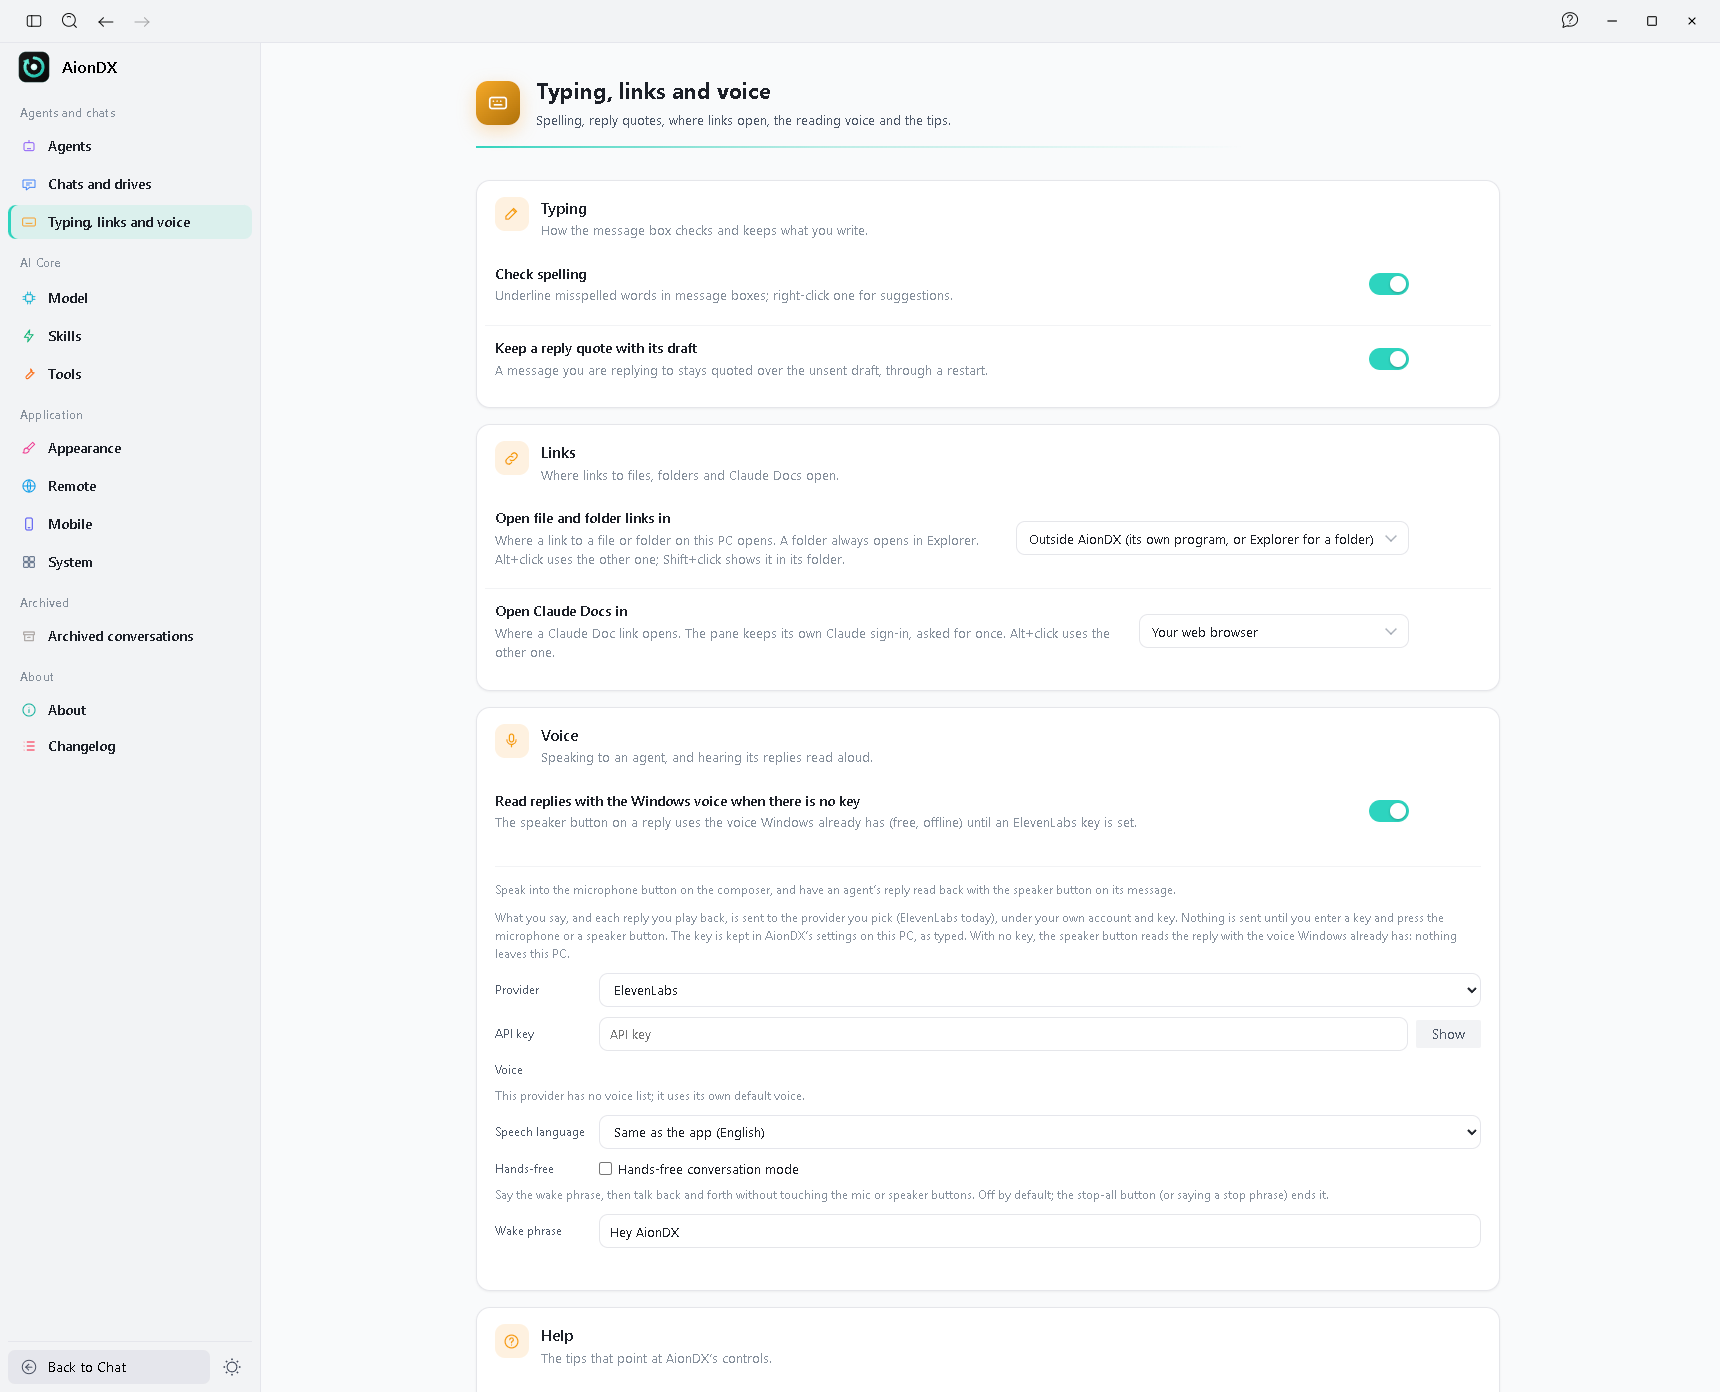 AionDX
Agents and chats
Agents
Chats and drives
Typing, links and voice
AI Core
Model
Skills
Tools
Application
Appearance
Remote
Mobile
System
Archived
Archived conversations
About
About
Changelog
Back to Chat
Typing, links and voice
Spelling, reply quotes, where links open, the reading voice and the tips.
Typing
How the message box checks and keeps what you write.
Check spelling
Underline misspelled words in message boxes; right-click one for suggestions.
Keep a reply quote with its draft
A message you are replying to stays quoted over the unsent draft, through a restart.
Links
Where links to files, folders and Claude Docs open.
Open file and folder links in
Where a link to a file or folder on this PC opens. A folder always opens in Explorer.
Alt+click uses the other one; Shift+click shows it in its folder.
Outside AionDX (its own program, or Explorer for a folder)
Open Claude Docs in
Where a Claude Doc link opens. The pane keeps its own Claude sign-in, asked for once. Alt+click uses the
other one.
Your web browser
Voice
Speaking to an agent, and hearing its replies read aloud.
Read replies with the Windows voice when there is no key
The speaker button on a reply uses the voice Windows already has (free, offline) until an ElevenLabs key is set.
Speak into the microphone button on the composer, and have an agent's reply read back with the speaker button on its message.
What you say, and each reply you play back, is sent to the provider you pick (ElevenLabs today), under your own account and key. Nothing is sent until you enter a key and press the
microphone or a speaker button. The key is kept in AionDX's settings on this PC, as typed. With no key, the speaker button reads the reply with the voice Windows already has: nothing
leaves this PC.
Provider
ElevenLabs
API key
API key
Show
Voice
This provider has no voice list; it uses its own default voice.
Speech language
Same as the app (English)
Hands-free
Hands-free conversation mode
Say the wake phrase, then talk back and forth without touching the mic or speaker buttons. Off by default; the stop-all button (or saying a stop phrase) ends it.
Wake phrase
Hey AionDX
Help
The tips that point at AionDX's controls.